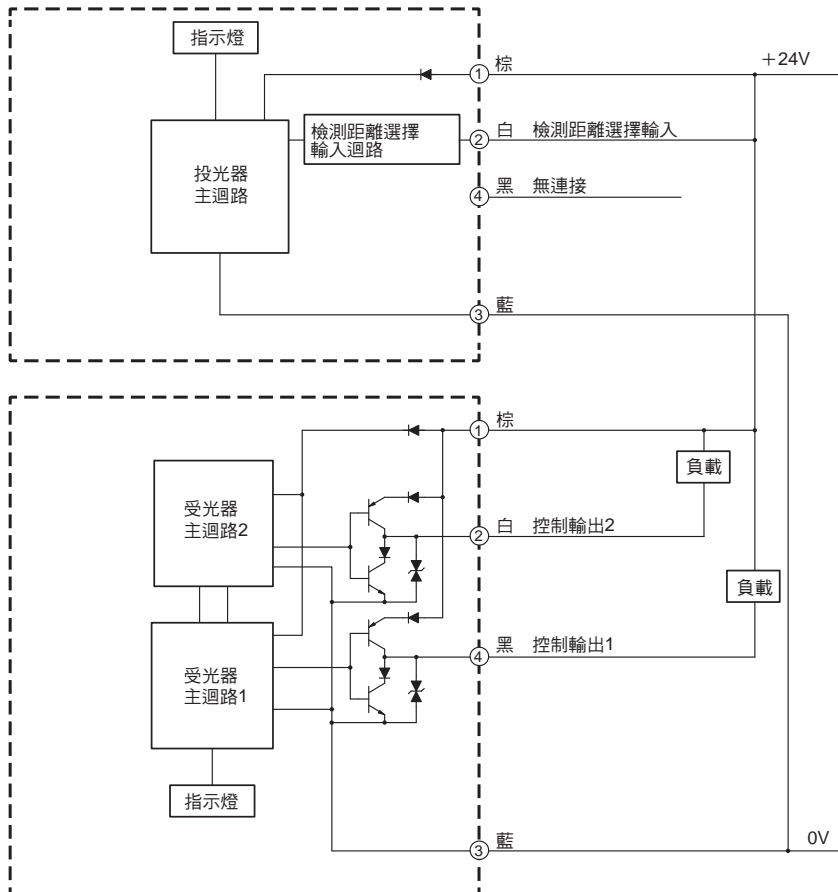 指示燈
① 棕
＋24V
檢測距離選擇
輸入迴路
② 白 檢測距離選擇輸入
投光器
主迴路
④ 黑 無連接
③ 藍
① 棕
負載
受光器
主迴路2
② 白 控制輸出2
負載
受光器
主迴路1
④ 黑 控制輸出1
指示燈
③ 藍
0V